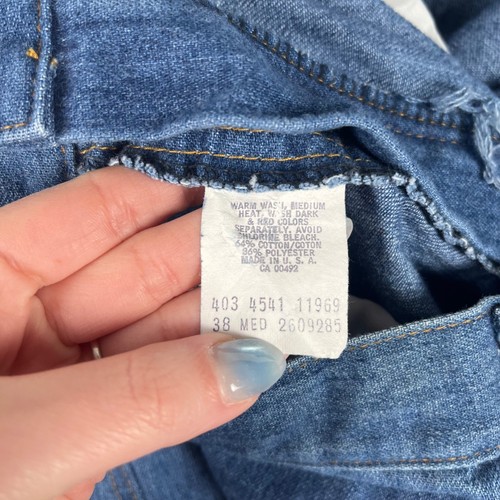 WARM WASH, MEDIUM
HEAT. WASH DARK
& RED COLORS
SEPARATELY, AVOID
CHLORINE BLEACH.
64% COTTON/COTON
36% POLYESTER
MADE IN U. S. A.
CA 00492
403 4541 11969
38 MED 2609285